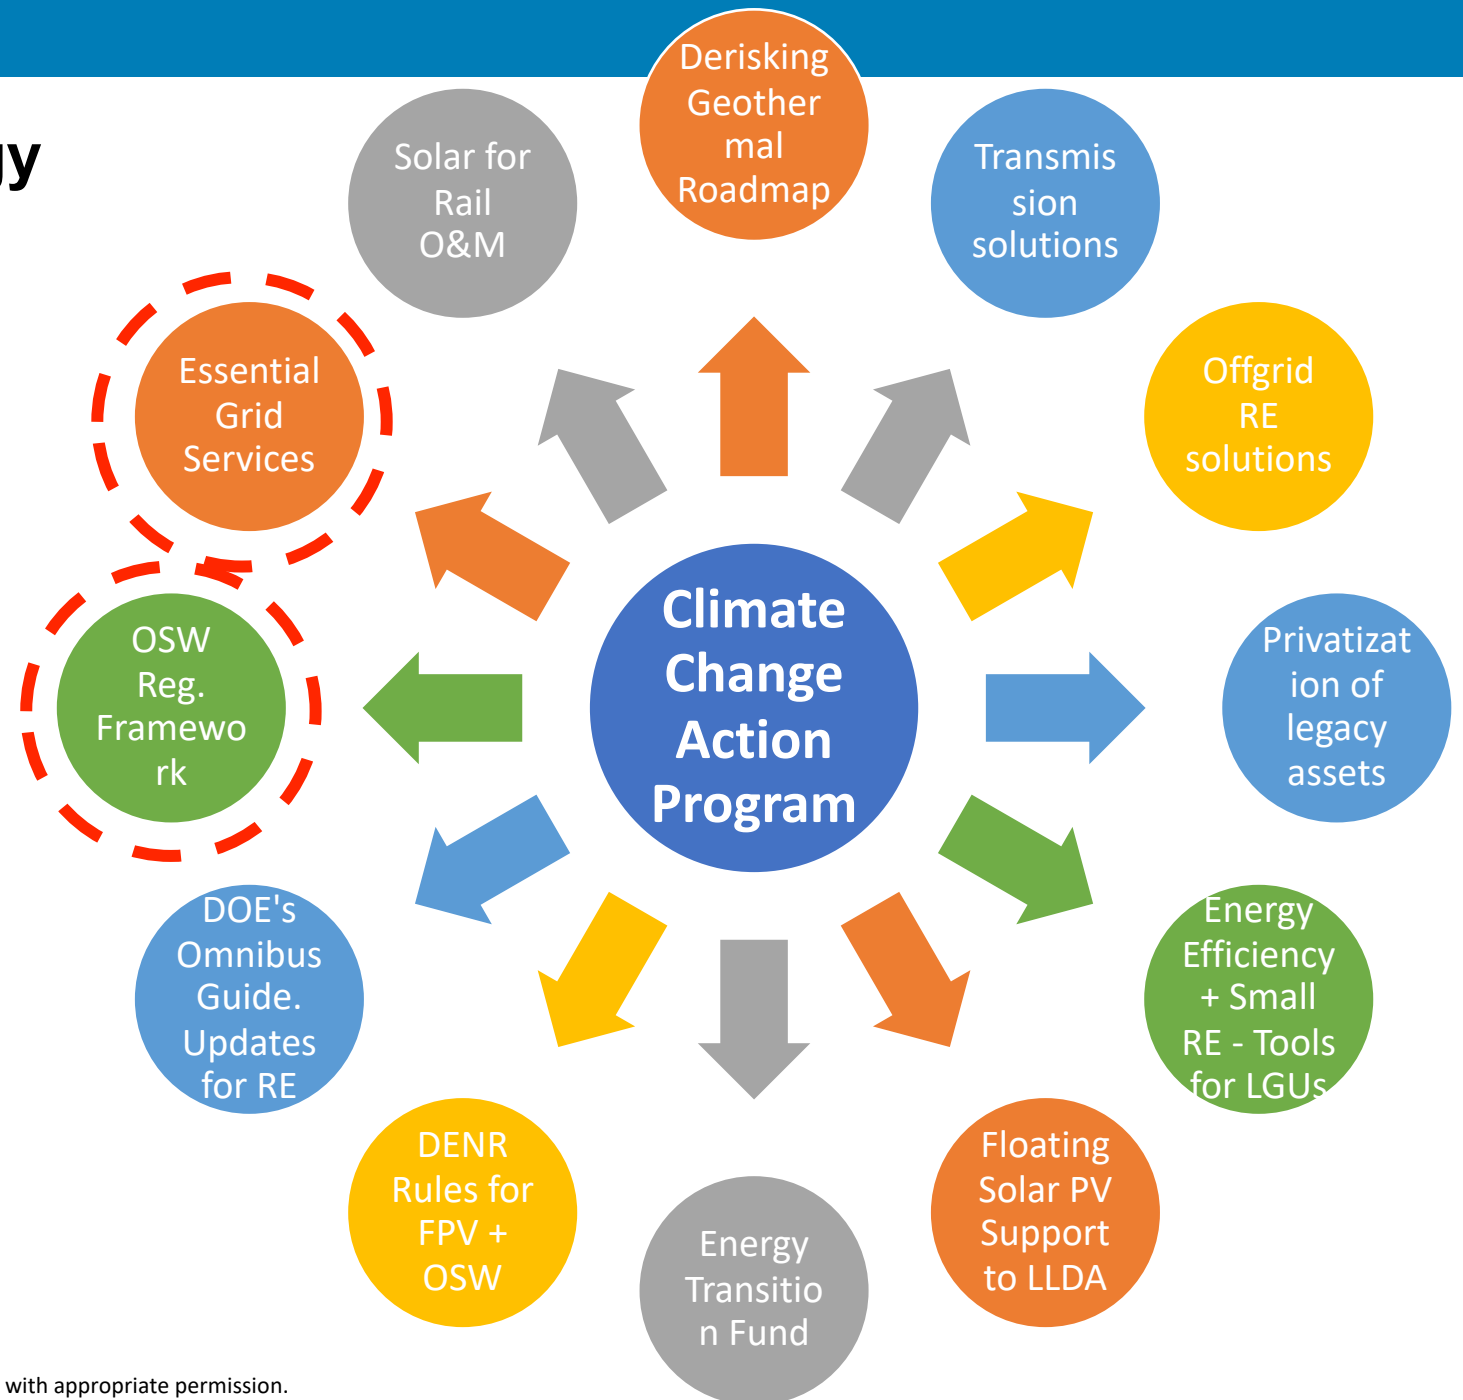 gy
Derisking
Geother
mal
Roadmap
Transmis
sion
solutions
Offgrid
RE
solutions
Privatizat
ion of
legacy
assets
Energy
Efficiency
+ Small
RE - Tools
for LGUs
Floating
Solar PV
Support
to LLDA
Energy
Transitio
n Fund
DENR
Rules for
FPV +
OSW
DOE's
Omnibus
Guide.
Updates
for RE
OSW
Reg.
Framewo
rk
Essential
Grid
Services
Solar for
Rail
O&M
Climate
Change
Action
Program
with appropriate permission.